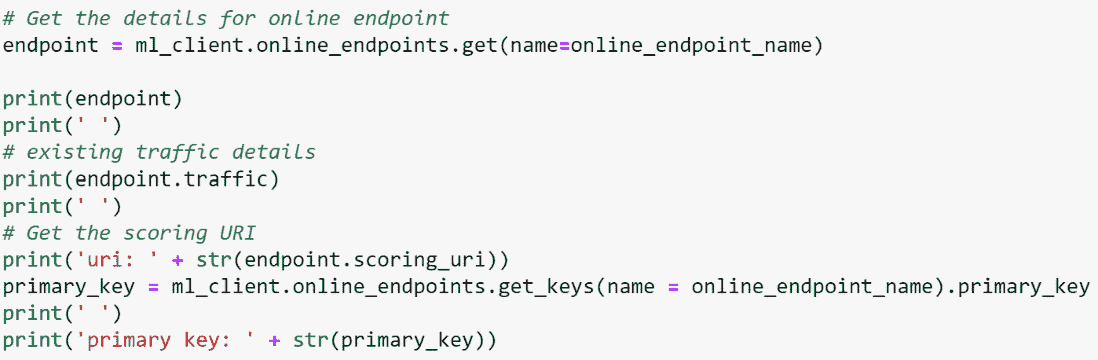 # Get the details for online endpoint
endpoint = ml_client.online_endpoints.get(name=online_endpoint_name)
print(endpoint)
print(' ')
# existing traffic details
print(endpoint.traffic)
print(' ')
# Get the scoring URI
print('uri: ' + str(endpoint.scoring_uri))
primary_key = ml_client.online_endpoints.get_keys(name = online_endpoint_name).primary_key
print(' ')
print('primary key: ' + str(primary_key))